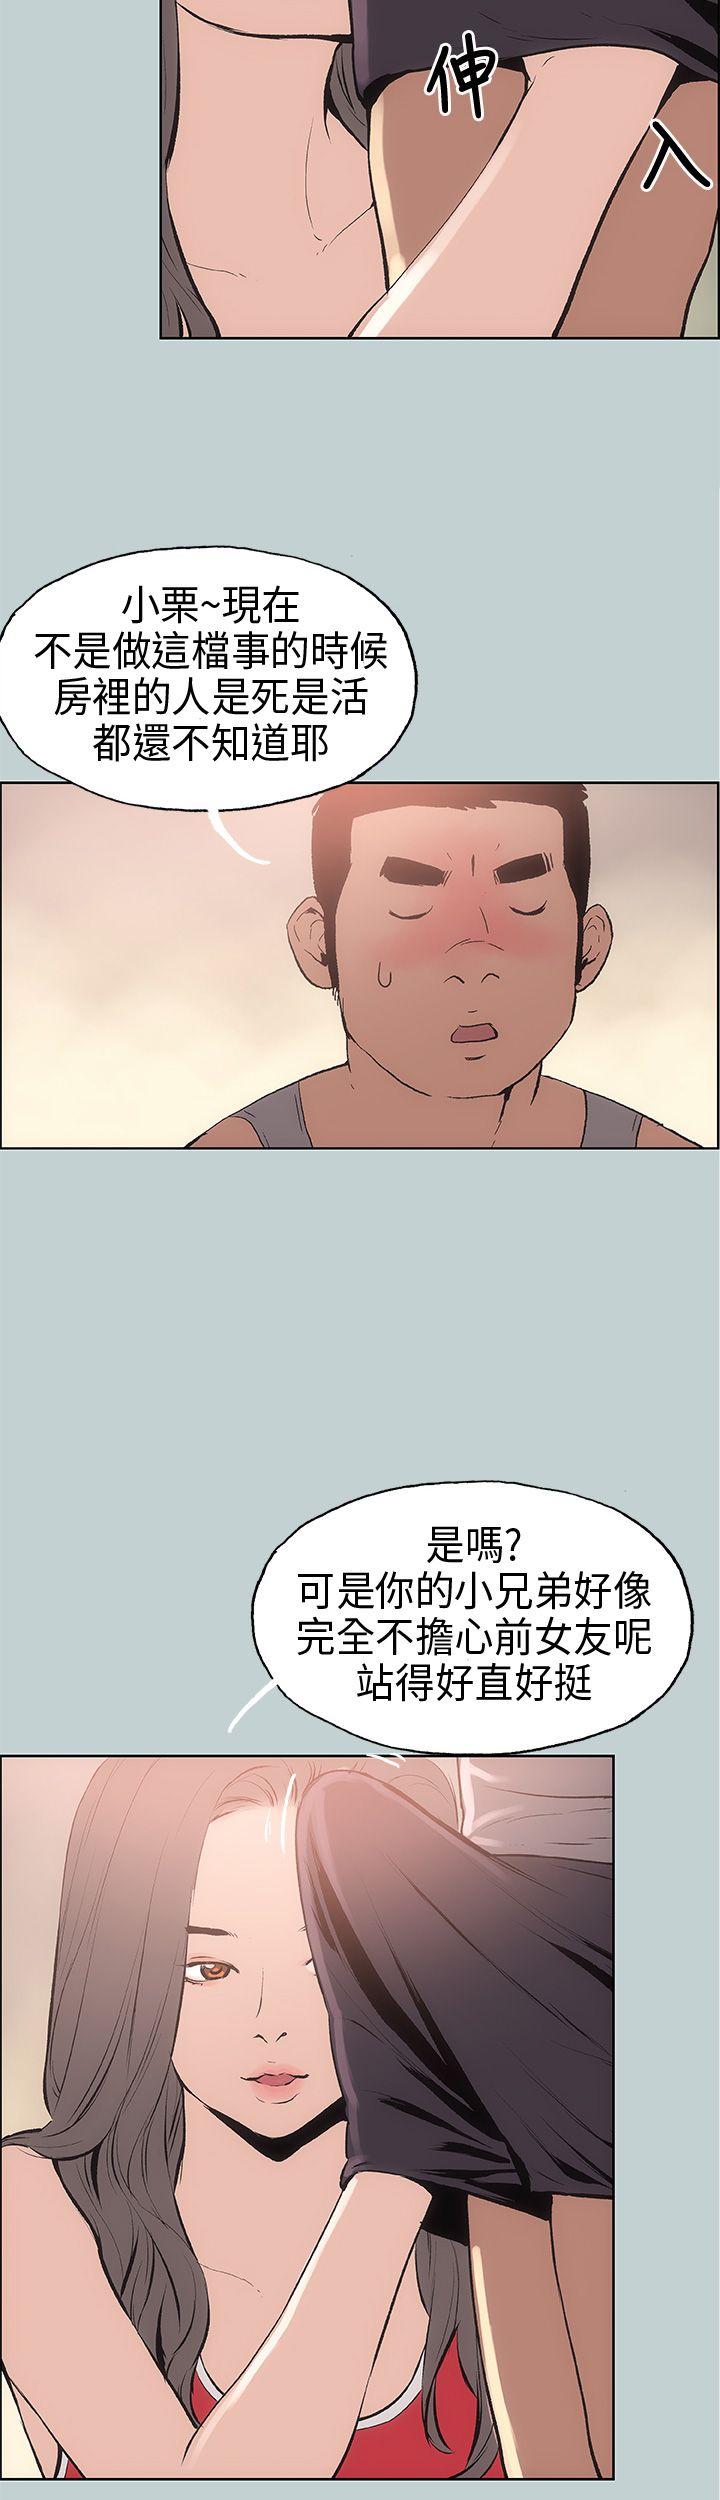 伸
入
小栗~現在
不是做這檔事的時候
房裡的人是死是活
都還不知道耶
是嗎?
可是你的小兄弟好像
完全不擔心前女友呢
站得好直好挺